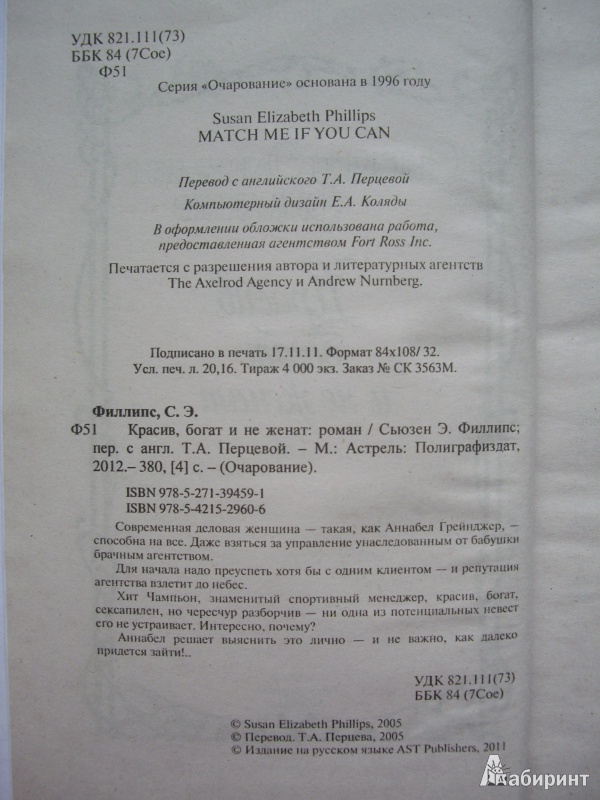 УДК 821.111(73)
ББК 84 (7Сое)
Ф51
Серия «Очарование» основана в 1996 году
Susan Elizabeth Phillips
MATCH ME IF YOU CAN
Перевод с английского Т.А. Перцевой
Компьютерный дизайн Е.А. Коляды
В оформлении обложки использована работа,
предоставленная агентством Fort Ross Inc.
Печатается с разрешения автора и литературных агентств
The Axelrod Agency и Andrew Nurnberg.
Подписано в печать 17.11.11. Формат 84x108/ 32.
Усл. печ. л. 20,16. Тираж 4 000 экз. Заказ № СК 3563М.
Филлипс, С. Э.
Ф51 Красив, богат и не женат: роман / Сьюзен Э. Филлипс;
пер. с англ. Т.А. Перцевой. – М.: Астрель: Полиграфиздат,
2012.– 380, [4] с. – (Очарование).
ISBN 978-5-271-39459-1
ISBN 978-5-4215-2960-6
Современная деловая женщина — такая, как Аннабел Грейнджер, –
способна на все. Даже взяться за управление унаследованным от бабушки
брачным агентством.
Для начала надо преуспеть хотя бы с одним клиентом — и репутация
агентства взлетит до небес.
Хит Чампьон, знаменитый спортивный менеджер, красив, богат,
сексапилен, но чересчур разборчив — ни одна из потенциальных невест
его не устраивает. Интересно, почему?
Аннабел решает выяснить это лично — и не важно, как далеко
придется зайти!..
УДК 821.111(73)
ББК 84 (7Сое)
© Susan Elizabeth Phillips, 2005
© Перевод. Т.А. Перцева, 2005
© Издание на русском языке AST Publishers, 2011
Лабиринт